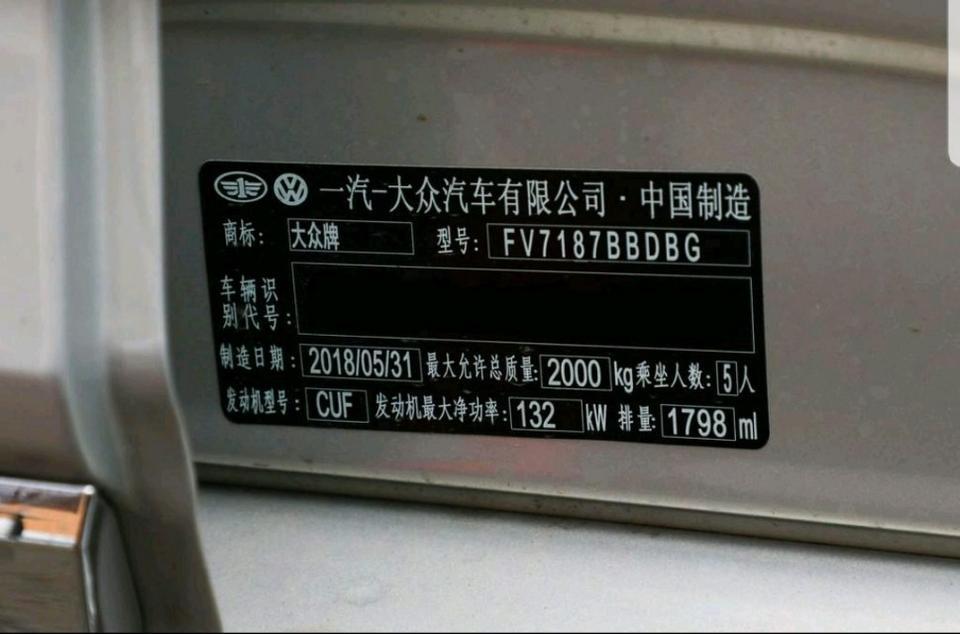 一汽-大众汽车有限公司·中国制造
商标: 大众牌 型号: FV7187BBDBG
车辆识
别代号:
制造日期: 2018/05/31 最大允许总质量: 2000 kg 乘坐人数: 5 人
发动机型号: CUF 发动机最大净功率: 132 kW 排量: 1798 ml